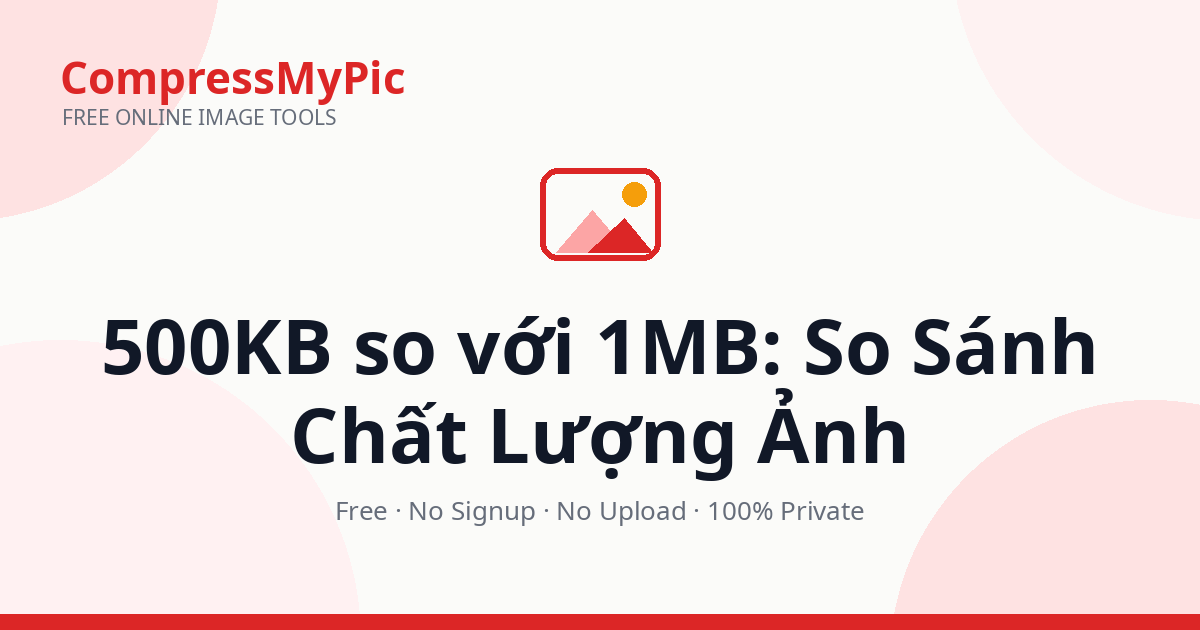 CompressMyPic
FREE ONLINE IMAGE TOOLS
500KB so với 1MB: So Sánh
Chất Lượng Ảnh
Free · No Signup · No Upload · 100% Private